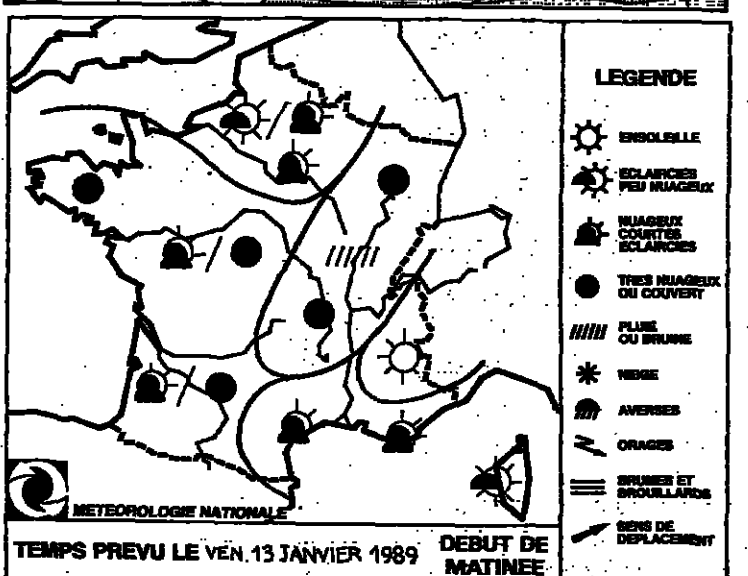 LEGENDE
ENSOLEILLE
ECLAIRCIES
PEU NUAGEUX
NUAGEUX
COURTES
ECLAIRCIES
TRES NUAGEUX
OU COUVERT
PLUIE
OU BRUINE
NEIGE
AVERSES
ORAGES
BRUMES ET
BROUILLARDS
SENS DE
DEPLACEMENT
METEOROLOGIE NATIONALE
TEMPS PREVU LE VEN. 13 JANVIER 1989 DEBUT DE
MATINEE